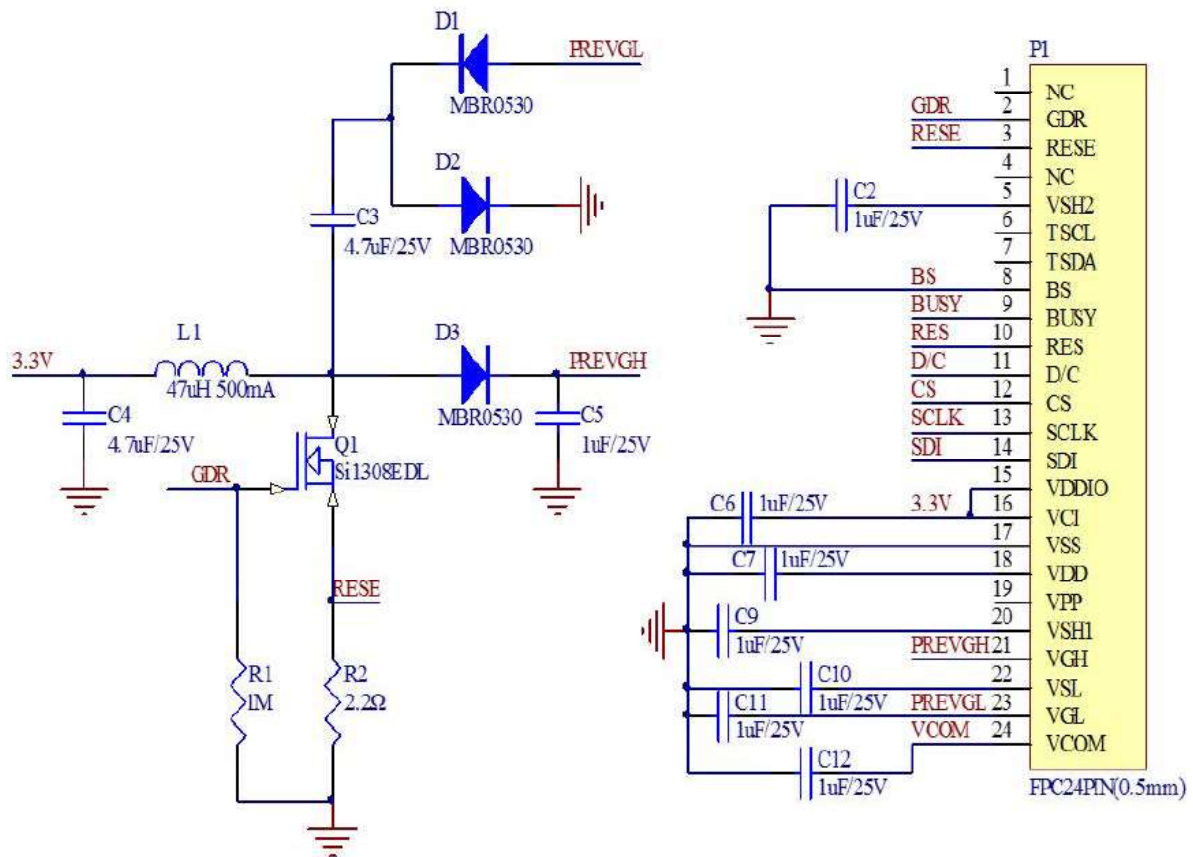 D1
PREVGL
MBR0530
D2
MBR0530
C3
4.7uF/25V
L1
3.3V
47uH 500mA
D3
PREVGH
MBR0530
C4
4.7uF/25V
C5
1uF/25V
Q1
Si1308EDL
GDR
RESE
R1
1M
R2
2.2Ω
P1
1 NC
GDR 2 GDR
RESE 3 RESE
4 NC
5 VSH2
C2
1uF/25V
6 TSCL
7 TSDA
BS 8 BS
BUSY 9 BUSY
RES 10 RES
D/C 11 D/C
CS 12 CS
SCLK 13 SCLK
SDI 14 SDI
15 VDDIO
C6 1uF/25V 3.3V 16 VCI
17 VSS
C7 1uF/25V 18 VDD
19 VPP
C9 20 VSH1
1uF/25V
PREVGH 21 VGH
C10 22 VSL
1uF/25V
C11 PREVGL 23 VGL
1uF/25V
VCOM 24 VCOM
C12
1uF/25V
FPC24PIN(0.5mm)